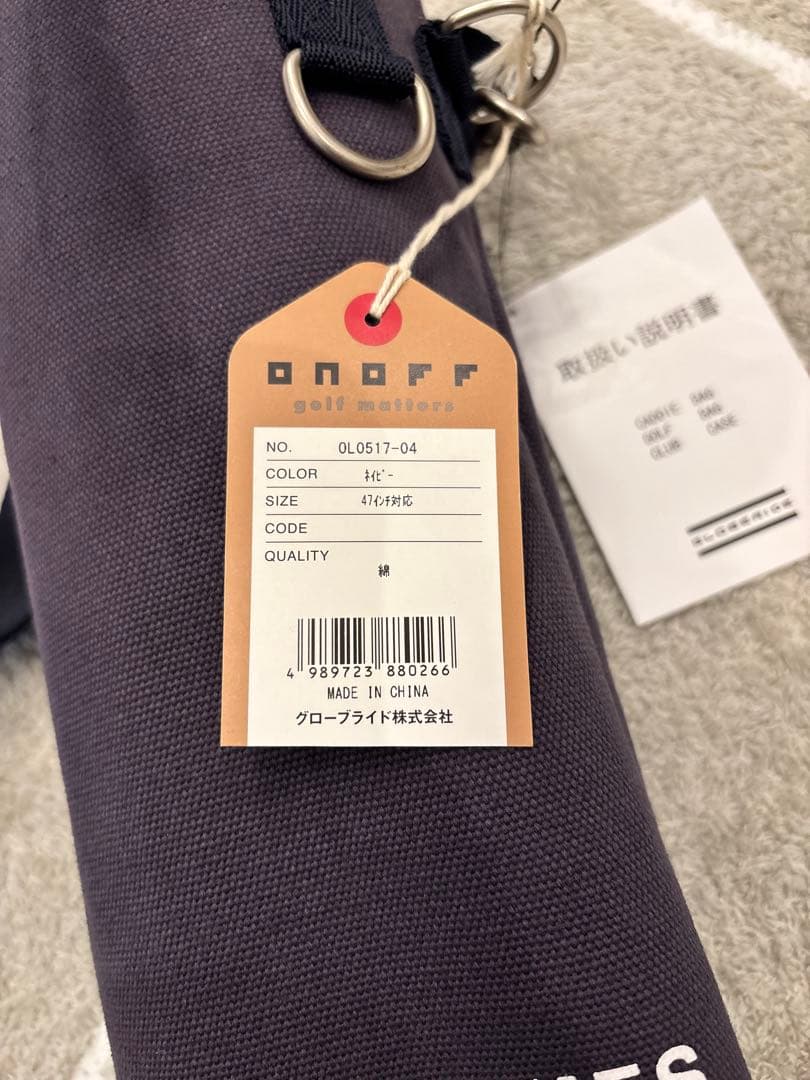 onoff
golf matters
NO. OL0517-04
COLOR ﾈｲﾋﾞｰ
SIZE 47ｲﾝﾁ対応
CODE
QUALITY
綿
4 989723 880266
MADE IN CHINA
グローブライド株式会社
取扱い説明書
CADDIE BAG
GOLF BAG
CLUB CASE
GLOBERIDE